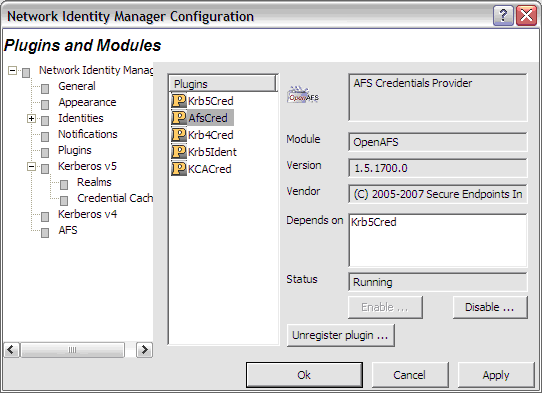 Network Identity Manager Configuration
Plugins and Modules
Network Identity Manag
General
Appearance
Identities
Notifications
Plugins
Kerberos v5
Realms
Credential Cach
Kerberos v4
AFS
Plugins
Krb5Cred
AfsCred
Krb4Cred
Krb5Ident
KCACred
OpenAFS
AFS Credentials Provider
Module OpenAFS
Version 1.5.1700.0
Vendor (C) 2005-2007 Secure Endpoints In
Depends on Krb5Cred
Status Running
Enable ... Disable ...
Unregister plugin ...
Ok Cancel Apply